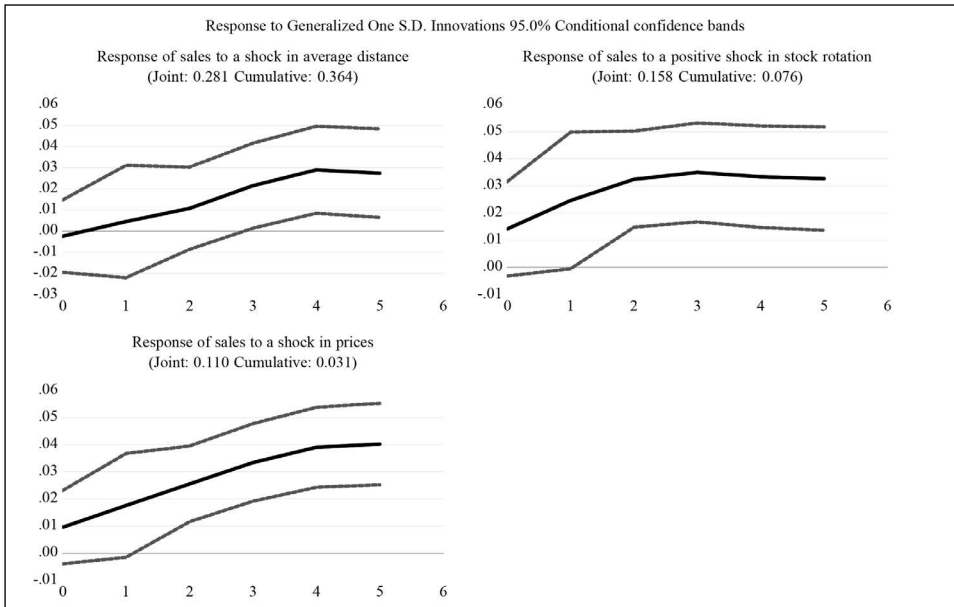 Response to Generalized One S.D. Innovations 95.0% Conditional confidence bands
Response of sales to a shock in average distance
(Joint: 0.281 Cumulative: 0.364)
.06
.05
.04
.03
.02
.01
.00
-.01
-.02
-.03
0 1 2 3 4 5 6
Response of sales to a positive shock in stock rotation
(Joint: 0.158 Cumulative: 0.076)
.06
.05
.04
.03
.02
.01
.00
-.01
0 1 2 3 4 5 6
Response of sales to a shock in prices
(Joint: 0.110 Cumulative: 0.031)
.06
.05
.04
.03
.02
.01
.00
-.01
0 1 2 3 4 5 6